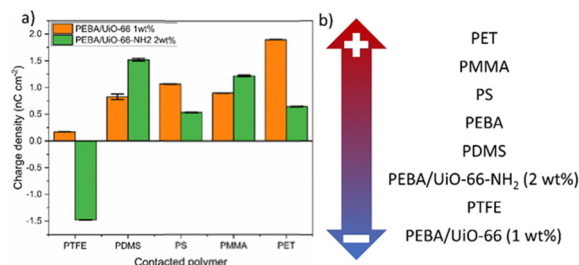 a)
PEBA/UiO-66 1wt%
PEBA/UiO-66-NH2 2wt%
Charge density (nC cm⁻²)
2.0
1.5
1.0
0.5
0.0
-0.5
-1.0
-1.5
PTFE PDMS PS PMMA PET
Contacted polymer
b)
+
PET
PMMA
PS
PEBA
PDMS
PEBA/UiO-66-NH₂ (2 wt%)
PTFE
PEBA/UiO-66 (1 wt%)
−